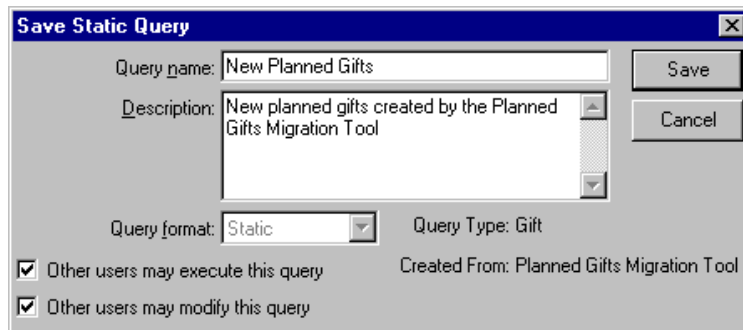 Save Static Query
Query name: New Planned Gifts
Save
Description: New planned gifts created by the Planned
Gifts Migration Tool
Cancel
Query format: Static
Query Type: Gift
Other users may execute this query
Created From: Planned Gifts Migration Tool
Other users may modify this query